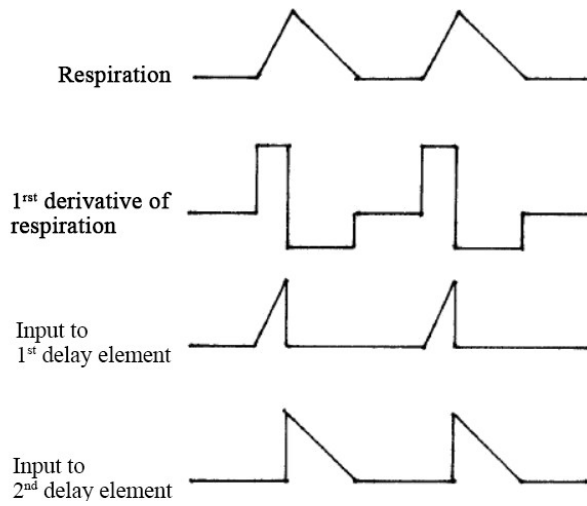 Respiration
1rst derivative of
respiration
Input to
1st delay element
Input to
2nd delay element